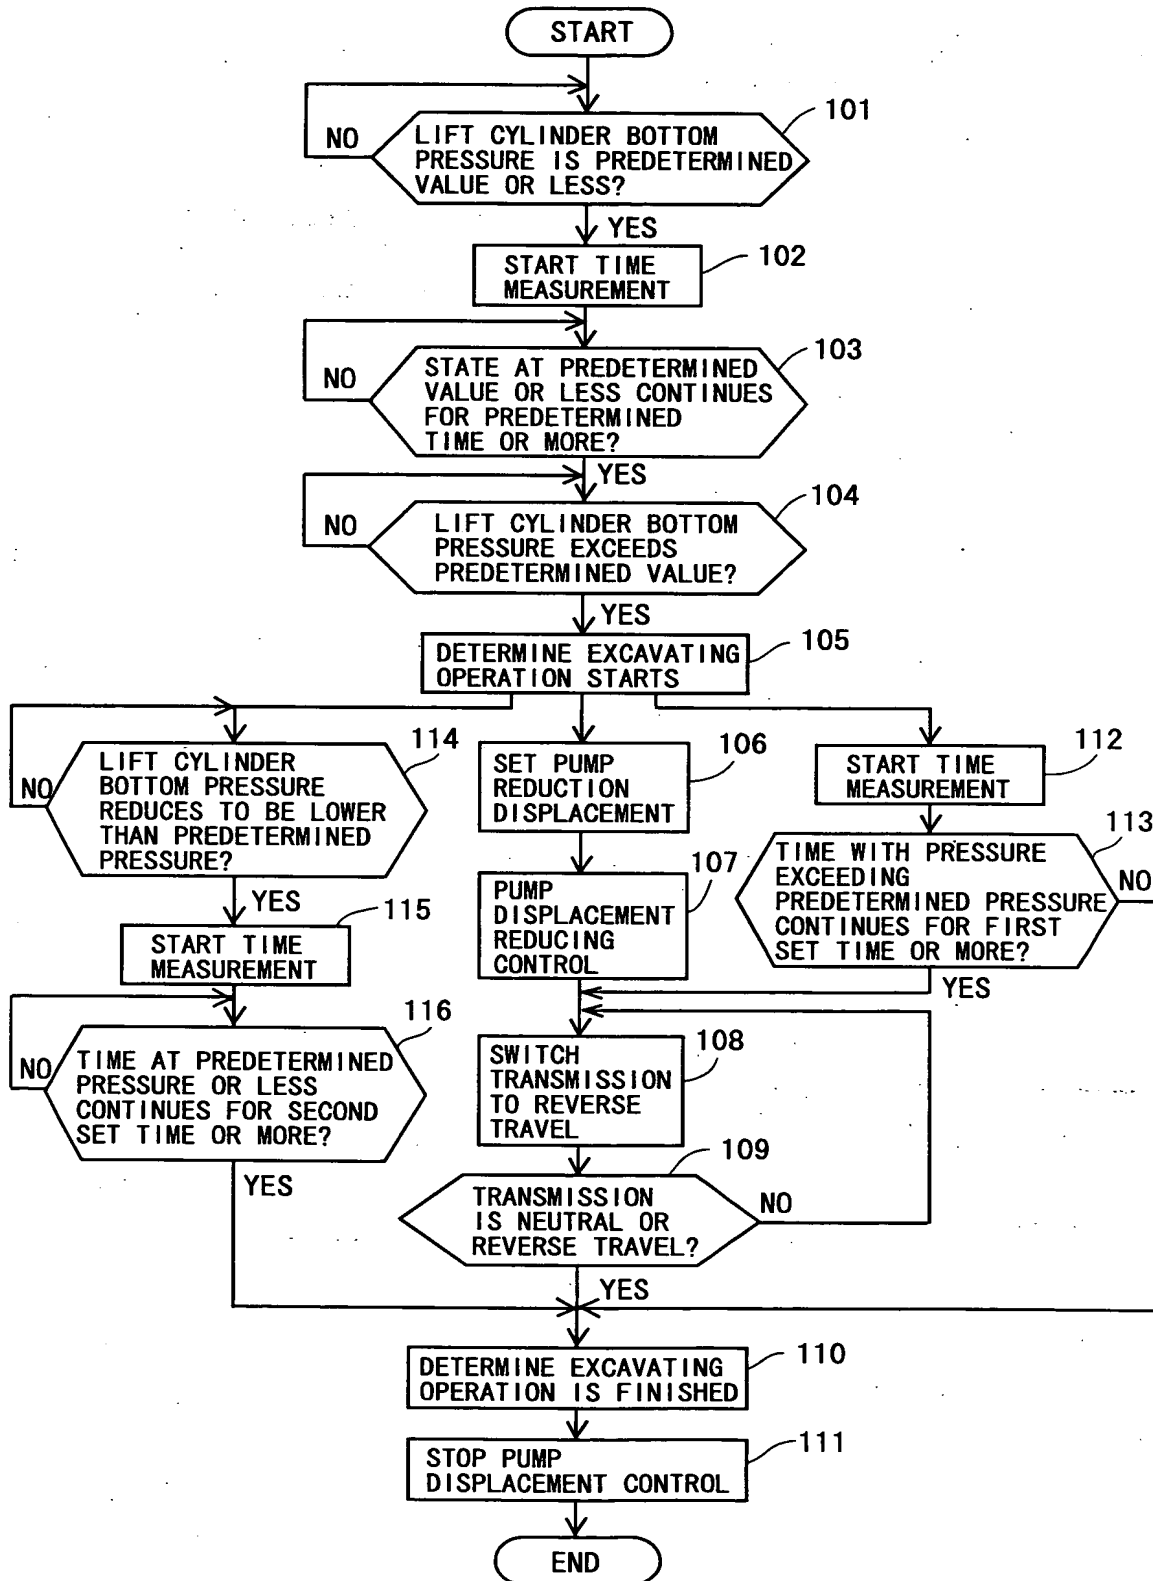 START
101
NO
LIFT CYLINDER BOTTOM
PRESSURE IS PREDETERMINED
VALUE OR LESS?
YES
102
START TIME
MEASUREMENT
103
NO
STATE AT PREDETERMINED
VALUE OR LESS CONTINUES
FOR PREDETERMINED
TIME OR MORE?
YES
104
NO
LIFT CYLINDER BOTTOM
PRESSURE EXCEEDS
PREDETERMINED VALUE?
YES
105
DETERMINE EXCAVATING
OPERATION STARTS
114
NO
LIFT CYLINDER
BOTTOM PRESSURE
REDUCES TO BE LOWER
THAN PREDETERMINED
PRESSURE?
YES
115
START TIME
MEASUREMENT
116
NO
TIME AT PREDETERMINED
PRESSURE OR LESS
CONTINUES FOR SECOND
SET TIME OR MORE?
YES
106
SET PUMP
REDUCTION
DISPLACEMENT
107
PUMP
DISPLACEMENT
REDUCING
CONTROL
112
START TIME
MEASUREMENT
113
TIME WITH PRESSURE
EXCEEDING
PREDETERMINED PRESSURE
CONTINUES FOR FIRST
SET TIME OR MORE?
NO
YES
108
SWITCH
TRANSMISSION
TO REVERSE
TRAVEL
109
TRANSMISSION
IS NEUTRAL OR
REVERSE TRAVEL?
NO
YES
110
DETERMINE EXCAVATING
OPERATION IS FINISHED
111
STOP PUMP
DISPLACEMENT CONTROL
END